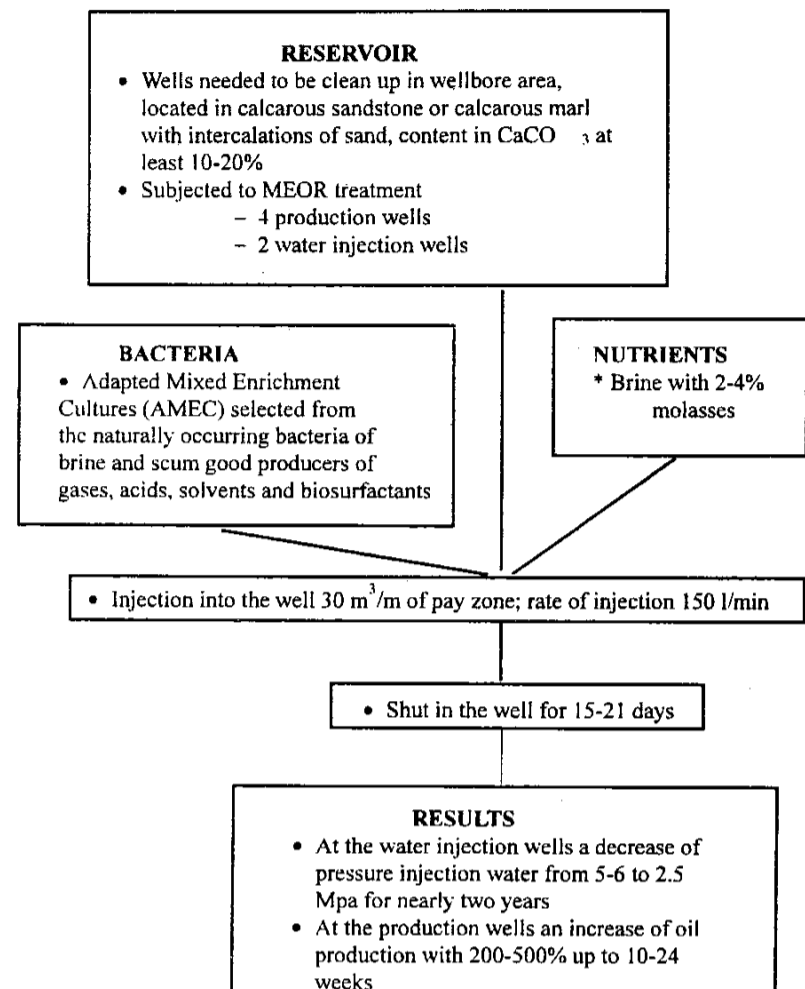 RESERVOIR
• Wells needed to be clean up in wellbore area,
located in calcarous sandstone or calcarous marl
with intercalations of sand, content in CaCO 3 at
least 10-20%
• Subjected to MEOR treatment
– 4 production wells
– 2 water injection wells
BACTERIA
• Adapted Mixed Enrichment
Cultures (AMEC) selected from
the naturally occurring bacteria of
brine and scum good producers of
gases, acids, solvents and biosurfactants
NUTRIENTS
* Brine with 2-4%
molasses
• Injection into the well 30 m³/m of pay zone; rate of injection 150 l/min
• Shut in the well for 15-21 days
RESULTS
• At the water injection wells a decrease of
pressure injection water from 5-6 to 2.5
Mpa for nearly two years
• At the production wells an increase of oil
production with 200-500% up to 10-24
weeks